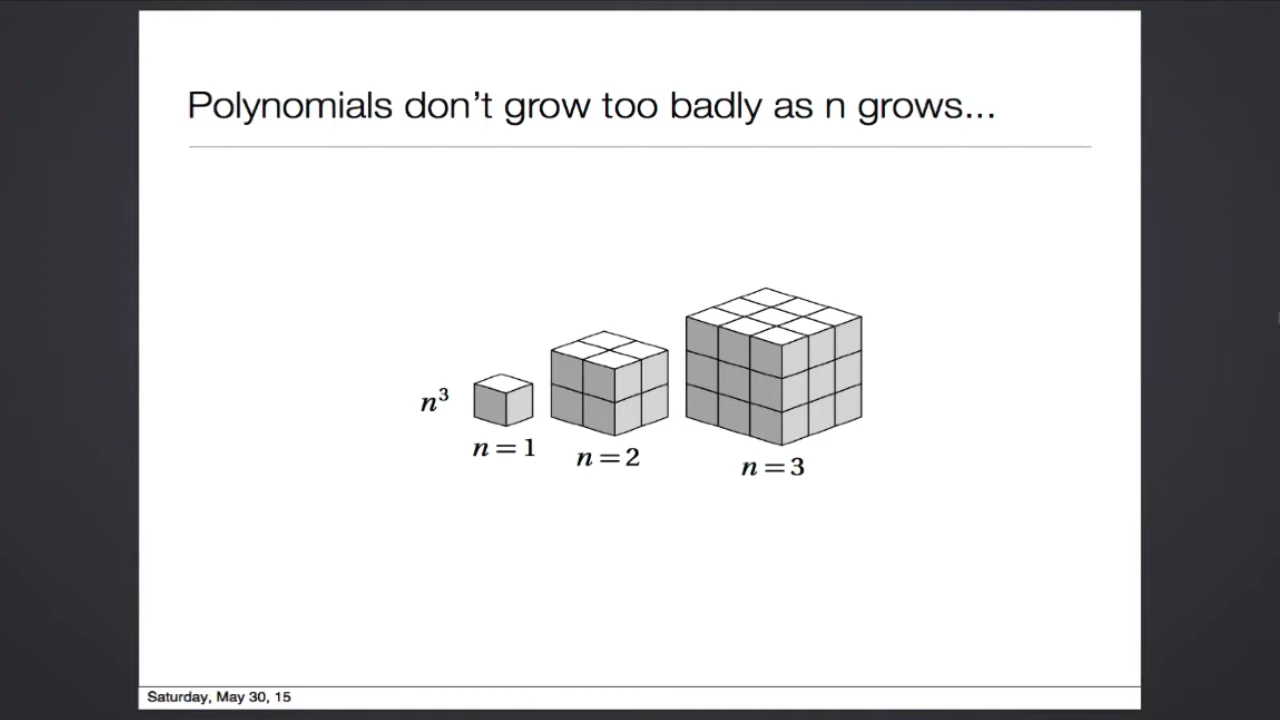 Polynomials don't grow too badly as n grows...
n³
n = 1
n = 2
n = 3
Saturday, May 30, 15